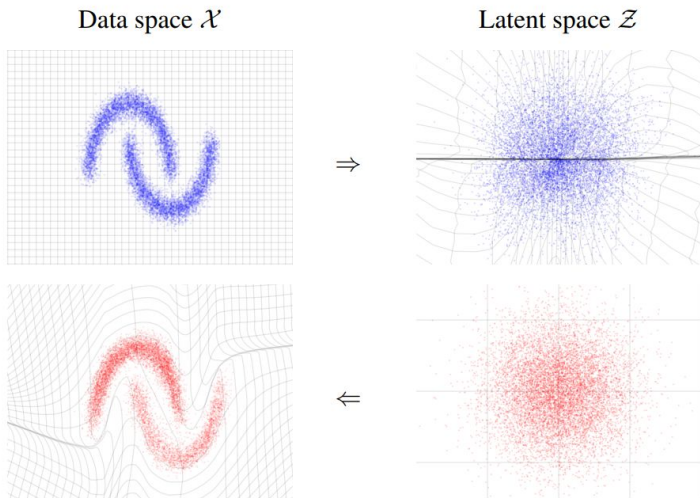 Data space 𝒳
Latent space 𝒵
⇒
⇐